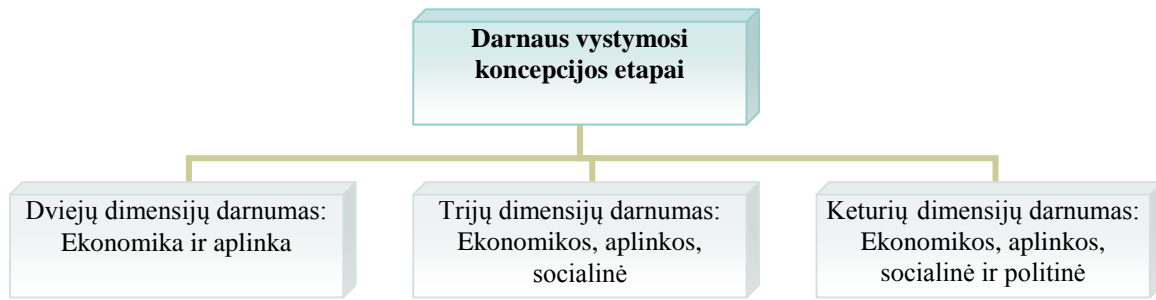 Darnaus vystymosi
koncepcijos etapai
Dviejų dimensijų darnumas:
Ekonomika ir aplinka
Trijų dimensijų darnumas:
Ekonomikos, aplinkos,
socialinė
Keturių dimensijų darnumas:
Ekonomikos, aplinkos,
socialinė ir politinė